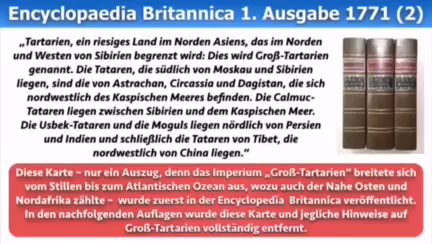 Encyclopaedia Britannica 1. Ausgabe 1771 (2)
„Tartarien, ein riesiges Land im Norden Asiens, das im Norden
und Westen von Sibirien begrenzt wird: Dies wird Groß-Tartarien
genannt. Die Tataren, die südlich von Moskau und Sibirien
liegen, sind die von Astrachan, Circassia und Dagistan, die sich
nordwestlich des Kaspischen Meeres befinden. Die Calmuc-
Tataren liegen zwischen Sibirien und dem Kaspischen Meer.
Die Usbek-Tataren und die Moguls liegen nördlich von Persien
und Indien und schließlich die Tataren von Tibet, die
nordwestlich von China liegen.“
Diese Karte – nur ein Auszug, denn das Imperium „Groß-Tartarien“ breitete sich
vom Stillen bis zum Atlantischen Ozean aus, wozu auch der Nahe Osten und
Nordafrika zählte – wurde zuerst in der Encyclopedia Britannica veröffentlicht.
In den nachfolgenden Auflagen wurde diese Karte und jegliche Hinweise auf
Groß-Tartarien vollständig entfernt.